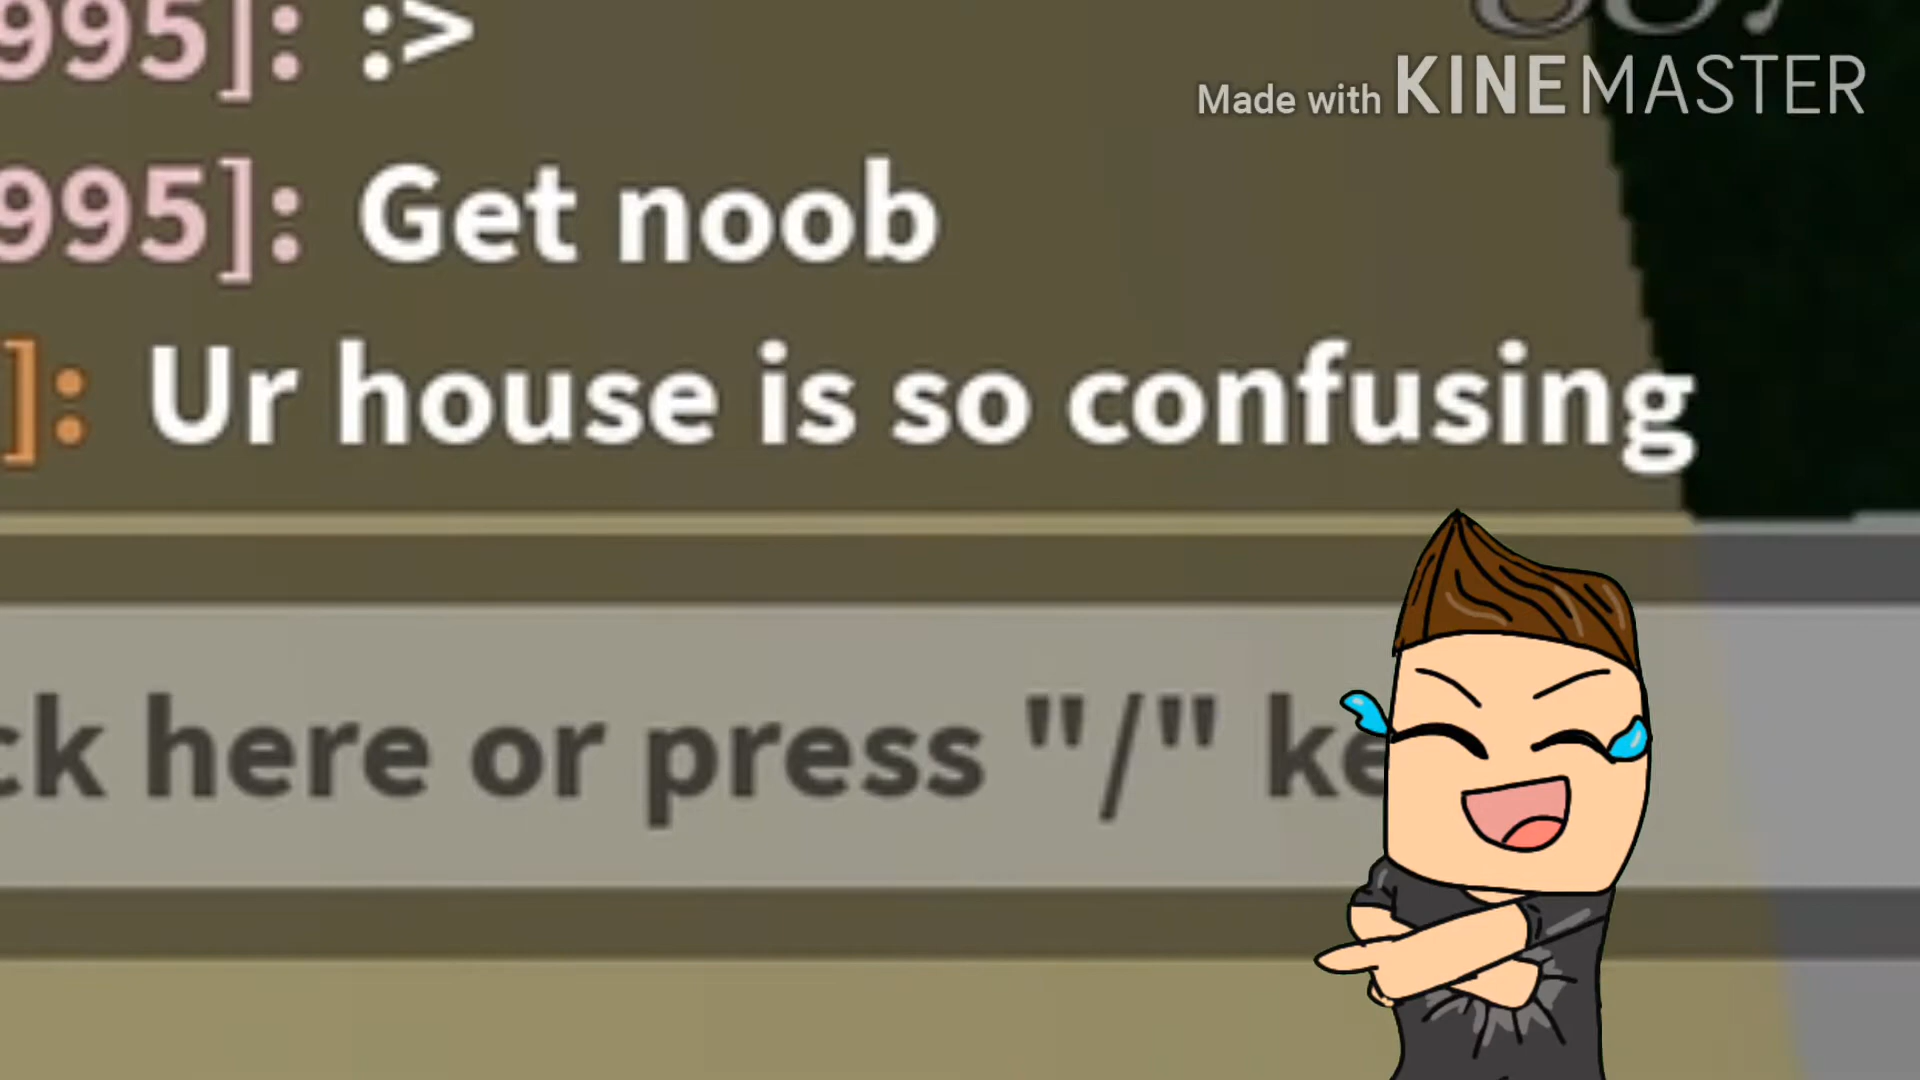 995]: :>
Made with KINEMASTER
995]: Get noob
]: Ur house is so confusing
ck here or press "/" ke